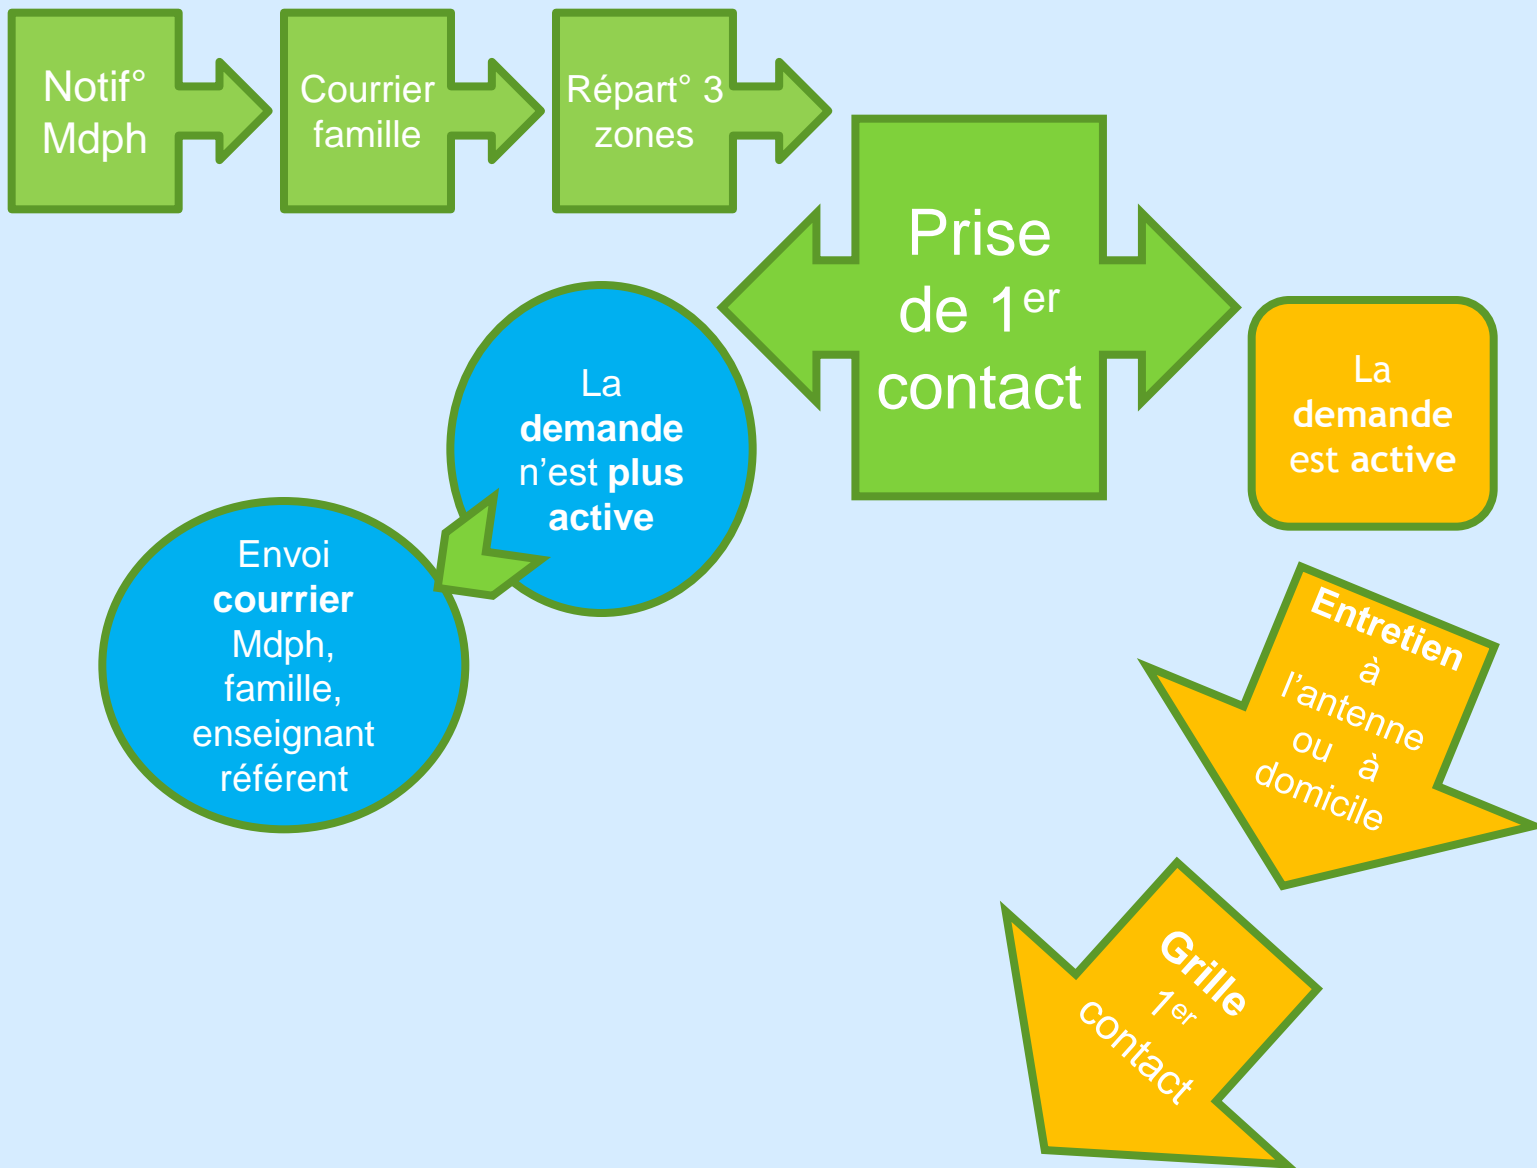 Notif°
Mdph
Courrier
famille
Répart° 3
zones
Prise
de 1er
contact
La
demande
n’est plus
active
Envoi
courrier
Mdph,
famille,
enseignant
référent
La
demande
est active
Entretien
à
l’antenne
ou à
domicile
Grille
1er
contact